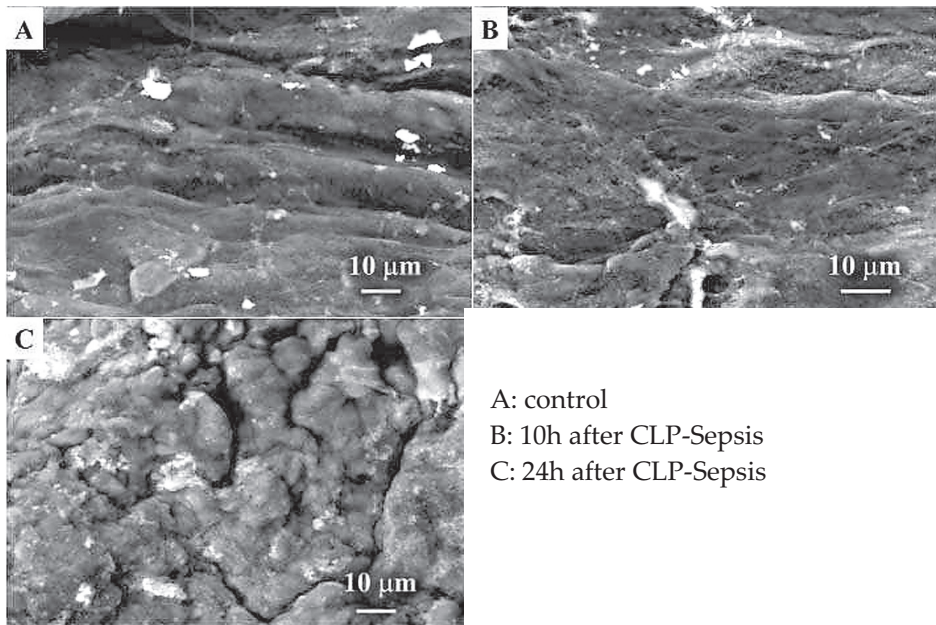 A
10 µm
B
10 µm
C
10 µm
A: control
B: 10h after CLP-Sepsis
C: 24h after CLP-Sepsis